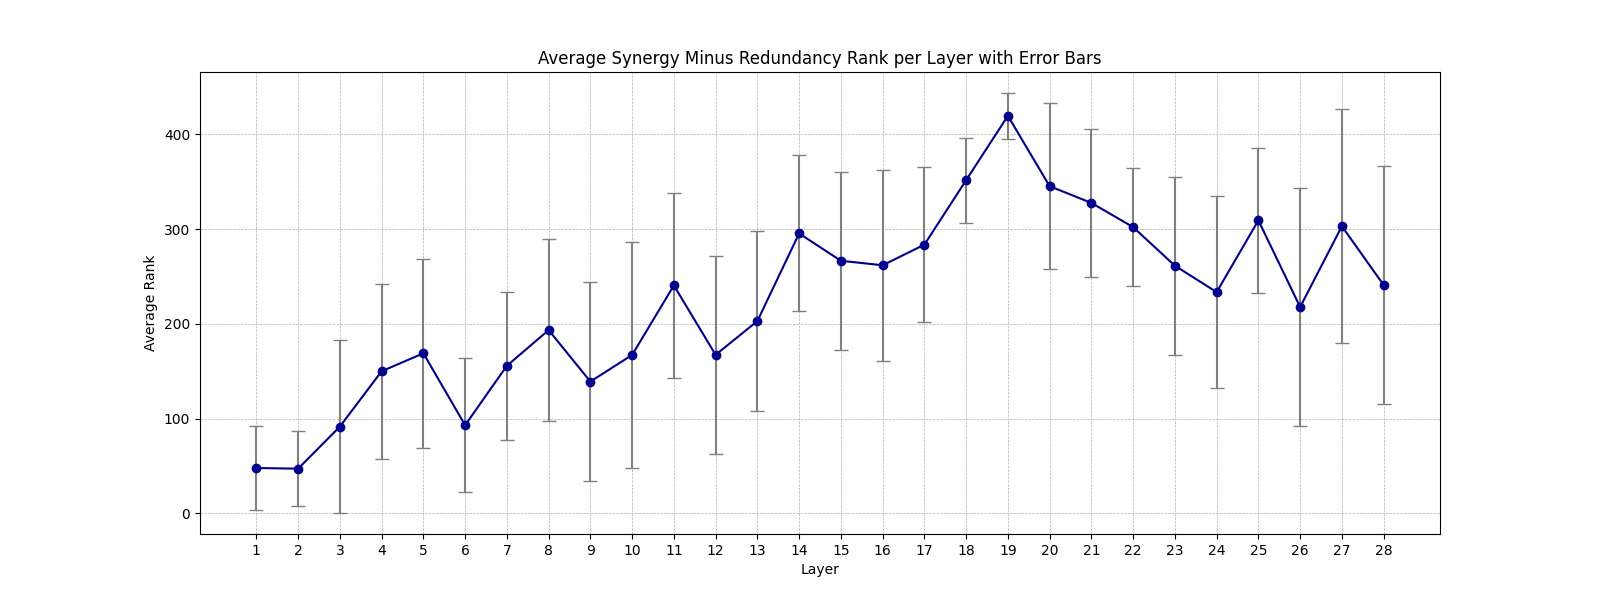 Average Synergy Minus Redundancy Rank per Layer with Error Bars
400
300
200
100
0
Average Rank
1 2 3 4 5 6 7 8 9 10 11 12 13 14 15 16 17 18 19 20 21 22 23 24 25 26 27 28
Layer